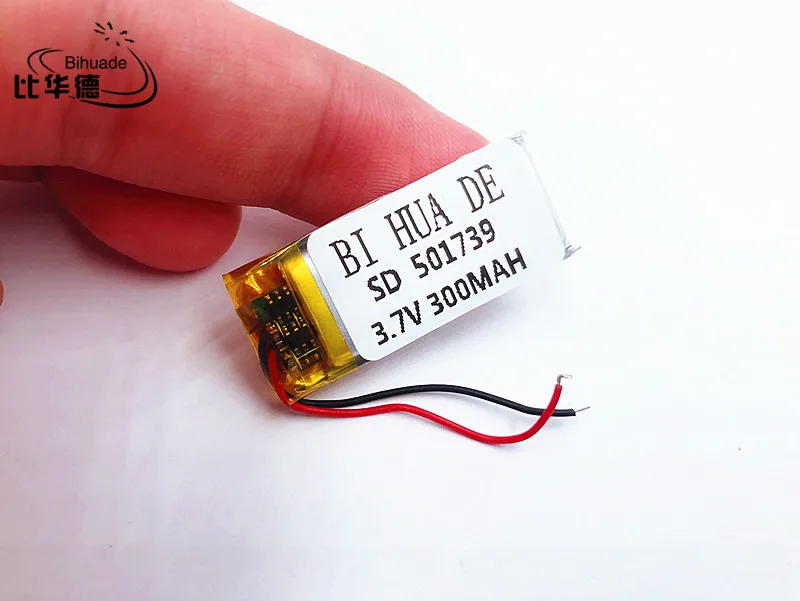 Bihuade
比华德
BI HUA DE
SD 501739
3.7V 300MAH